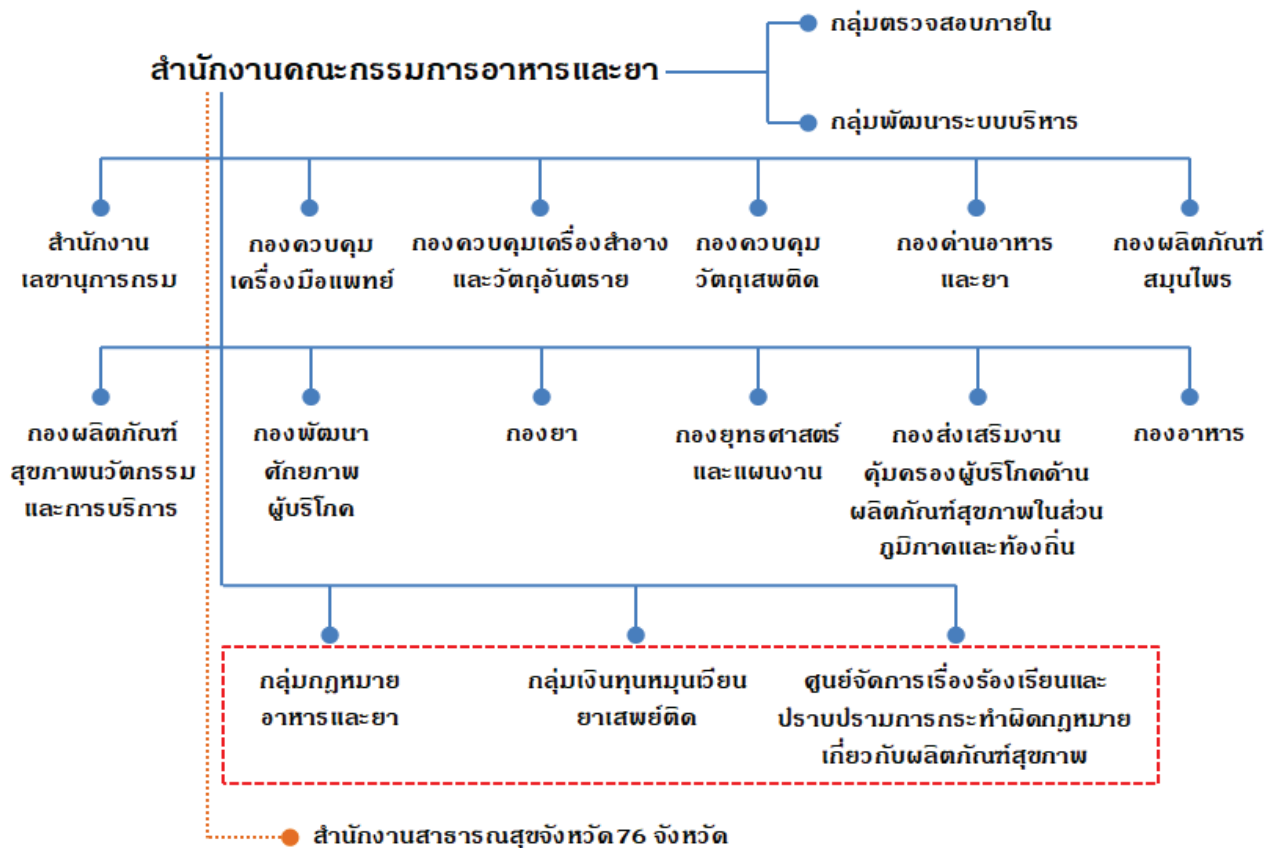 กลุ่มตรวจสอบภายใน
สำนักงานคณะกรรมการอาหารและยา
กลุ่มพัฒนาระบบบริหาร
สำนักงาน
เลขานุการกรม
กองควบคุม
เครื่องมือแพทย์
กองควบคุมเครื่องสำอาง
และวัตถุอันตราย
กองควบคุม
วัตถุเสพติด
กองด่านอาหาร
และยา
กองผลิตภัณฑ์
สมุนไพร
กองผลิตภัณฑ์
สุขภาพนวัตกรรม
และการบริการ
กองพัฒนา
ศักยภาพ
ผู้บริโภค
กองยา
กองยุทธศาสตร์
และแผนงาน
กองส่งเสริมงาน
คุ้มครองผู้บริโภคด้าน
ผลิตภัณฑ์สุขภาพในส่วน
ภูมิภาคและท้องถิ่น
กองอาหาร
กลุ่มกฎหมาย
อาหารและยา
กลุ่มเงินทุนหมุนเวียน
ยาเสพย์ติด
ศูนย์จัดการเรื่องร้องเรียนและ
ปราบปรามการกระทำผิดกฎหมาย
เกี่ยวกับผลิตภัณฑ์สุขภาพ
สำนักงานสาธารณสุขจังหวัด76 จังหวัด